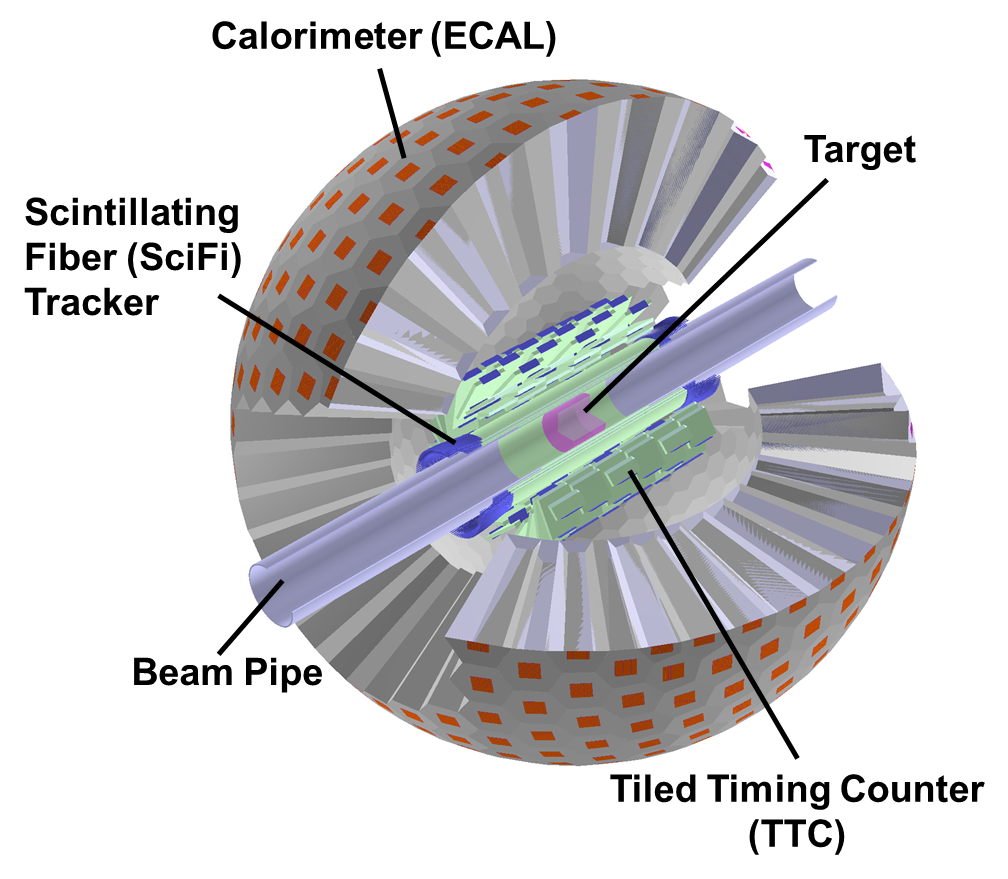 Calorimeter (ECAL)
Target
Scintillating
Fiber (SciFi)
Tracker
Beam Pipe
Tiled Timing Counter
(TTC)